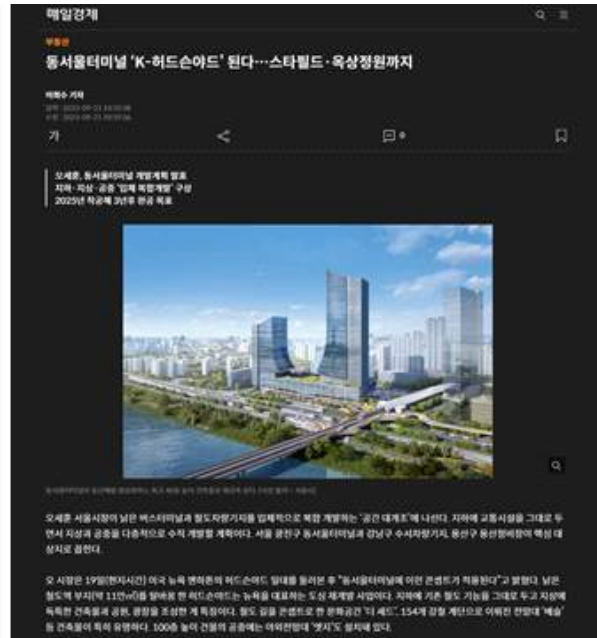 매일경제
부동산
동서울터미널 ‘K-허드슨야드’ 된다…스타필드·옥상정원까지
이희수 기자
가
0
오세훈, 동서울터미널 개발계획 발표
지하·지상·공중 ‘입체 복합개발’ 구상
2025년 착공해 3년후 완공 목표
오세훈 서울시장이 낡은 버스터미널과 철도차량기지를 입체적으로 복합 개발하는 ‘공간 대개조’에 나선다. 지하에 교통시설을 그대로 두
면서 지상과 공중을 다층적으로 수직 개발할 계획이다. 서울 광진구 동서울터미널과 강남구 수서차량기지, 용산구 용산정비창이 핵심 대
상지로 꼽힌다.
오 시장은 19일(현지시간) 미국 뉴욕 맨하튼의 허드슨야드 일대를 둘러본 후 “동서울터미널에 이런 콘셉트가 적용된다”고 밝혔다. 낡은
철도역 부지(약 11만㎡)를 탈바꿈 한 허드슨야드는 뉴욕을 대표하는 도심 재개발 사업이다. 지하에 기존 철도 기능을 그대로 두고 지상에
독특한 건축물과 공원, 광장을 조성한 게 특징이다. 철도 길을 콘셉트로 한 문화공간 ‘더 셰드’, 154개 강철 계단으로 이뤄진 전망대 ‘베슬’
등 건축물이 특히 유명하다. 100층 높이 건물의 공중에는 야외전망대 ‘엣지’도 설치돼 있다.